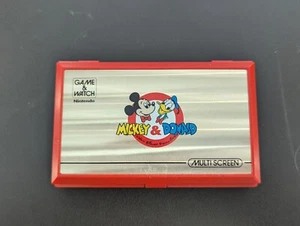 GAME
&
WATCH
Nintendo
MICKEY & DONALD
MULTI SCREEN